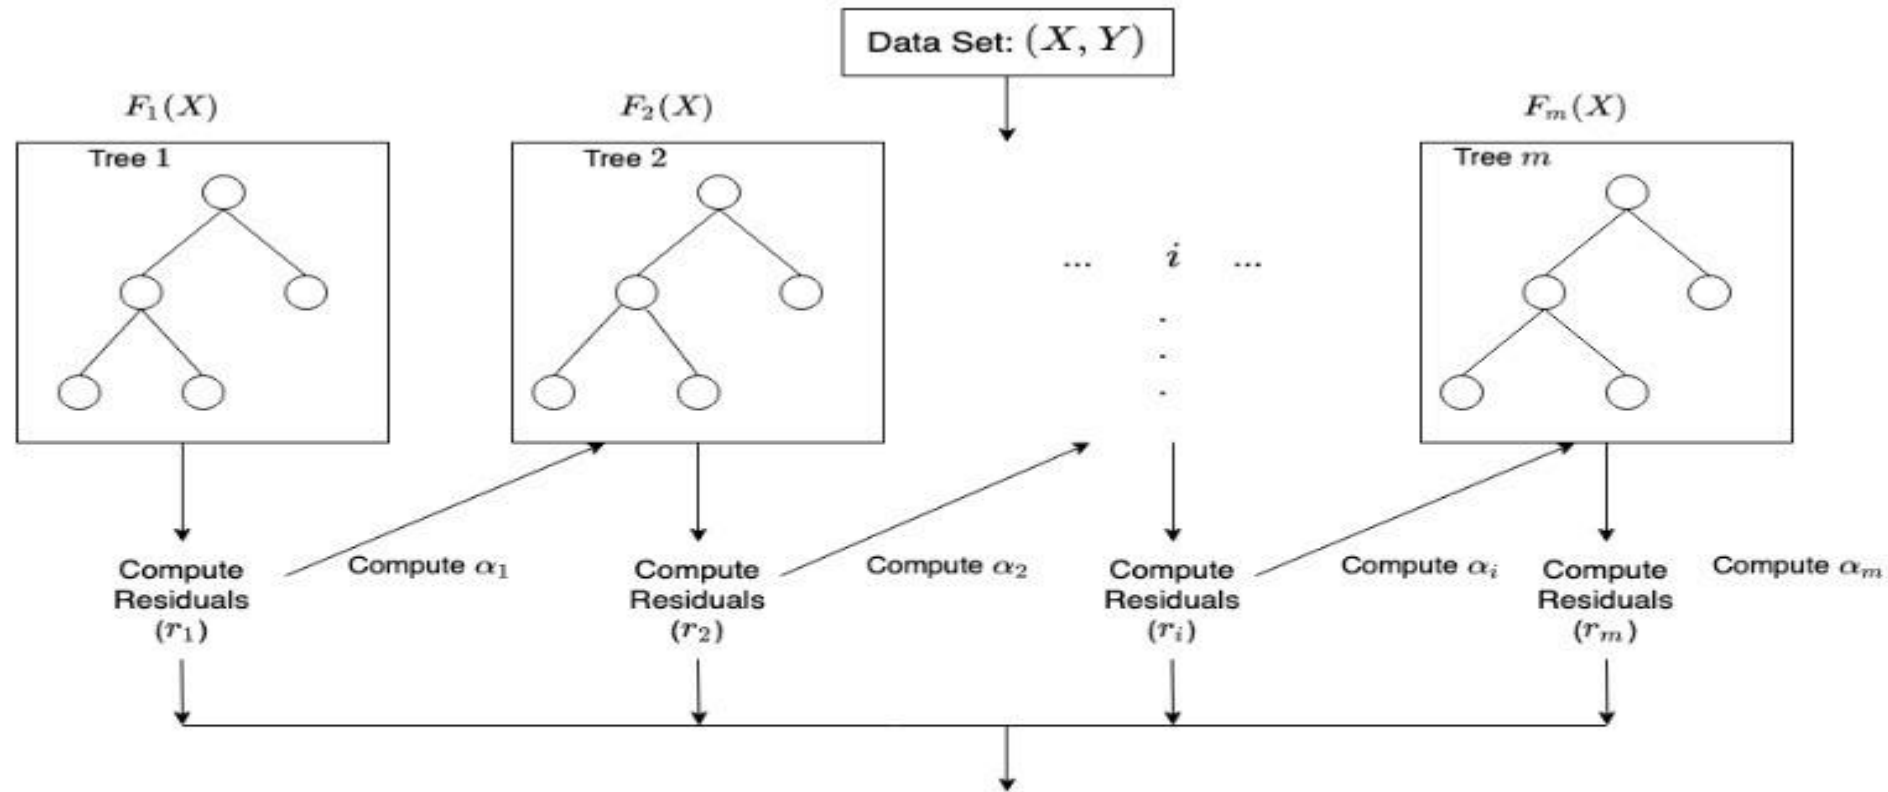 Data Set: (X, Y)
F₁(X)
F₂(X)
Fₘ(X)
Tree 1
Tree 2
Tree m
... i ...
.
.
.
Compute
Residuals
(r₁)
Compute α₁
Compute
Residuals
(r₂)
Compute α₂
Compute
Residuals
(rᵢ)
Compute αᵢ
Compute
Residuals
(rₘ)
Compute αₘ